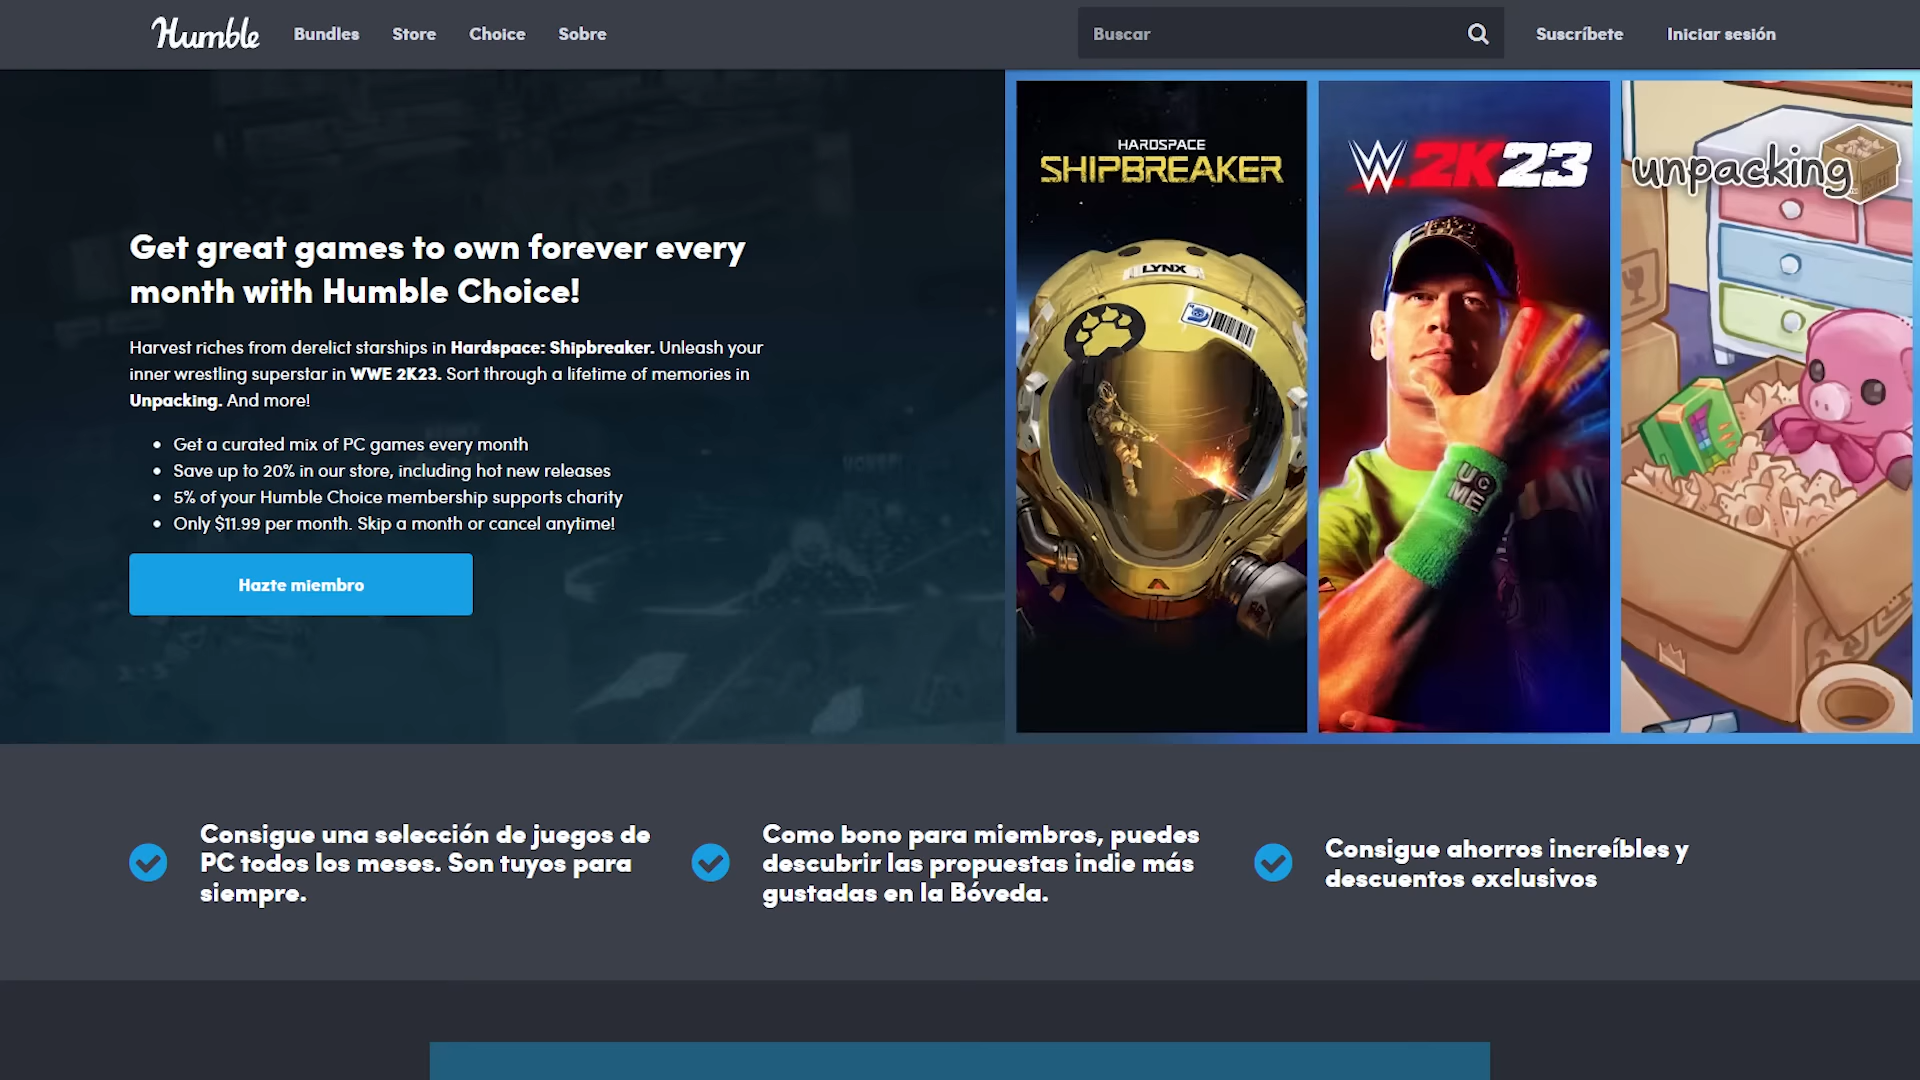 Humble Bundles Store Choice Sobre Buscar Suscríbete Iniciar sesión
Get great games to own forever every
month with Humble Choice!
Harvest riches from derelict starships in Hardspace: Shipbreaker. Unleash your
inner wrestling superstar in WWE 2K23. Sort through a lifetime of memories in
Unpacking. And more!
Get a curated mix of PC games every month
Save up to 20% in our store, including hot new releases
5% of your Humble Choice membership supports charity
Only $11.99 per month. Skip a month or cancel anytime!
Hazte miembro
HARDSPACE
SHIPBREAKER
LYNX
W 2K23
U C
ME
unpacking
Consigue una selección de juegos de
PC todos los meses. Son tuyos para
siempre.
Como bono para miembros, puedes
descubrir las propuestas indie más
gustadas en la Bóveda.
Consigue ahorros increíbles y
descuentos exclusivos